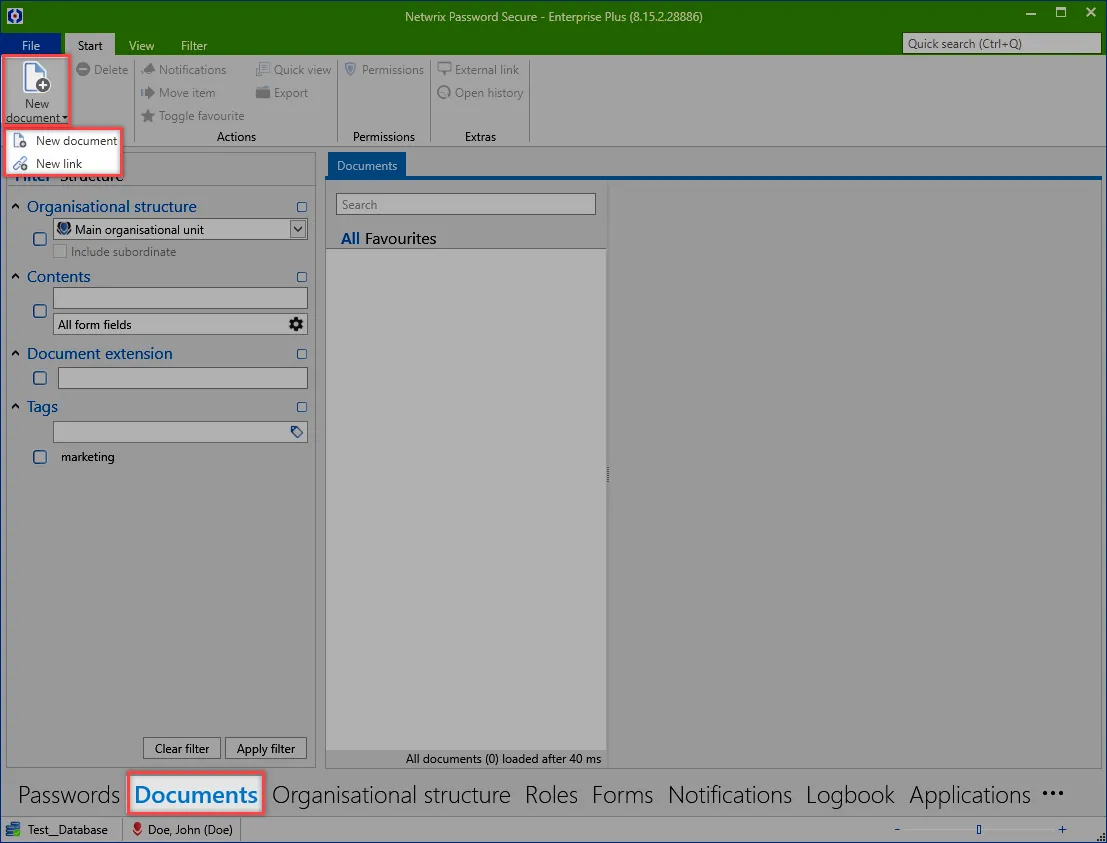 Netwrix Password Secure - Enterprise Plus (8.15.2.28886)
File Start View Filter
Quick search (Ctrl+Q)
New
document
Delete
Notifications
Move item
Toggle favourite
Quick view
Export
Actions
Permissions
Permissions
External link
Open history
Extras
New document
New link
Filter Structure
Organisational structure
Main organisational unit
Include subordinate
Contents
All form fields
Document extension
Tags
marketing
Clear filter Apply filter
Documents
Search
All Favourites
All documents (0) loaded after 40 ms
Passwords Documents Organisational structure Roles Forms Notifications Logbook Applications •••
Test__Database Doe, John (Doe)
- +